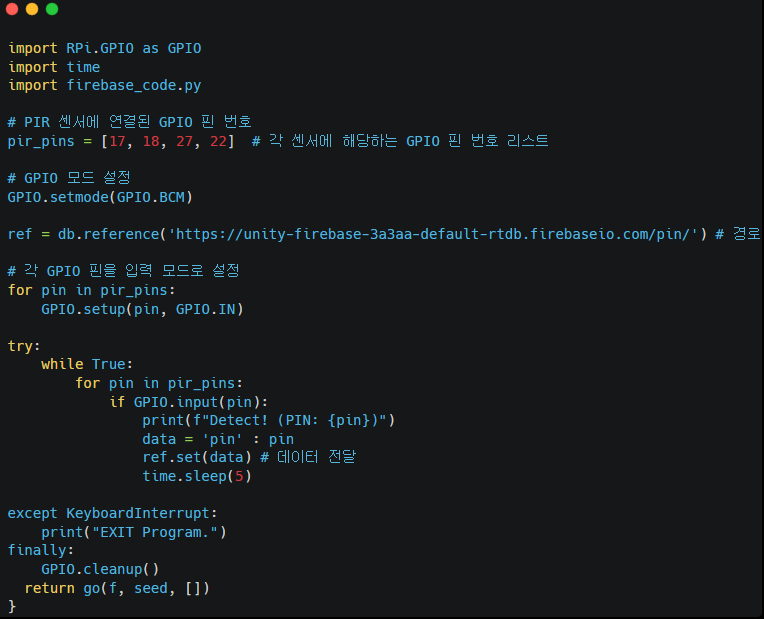 import RPi.GPIO as GPIO
import time
import firebase_code.py
# PIR 센서에 연결된 GPIO 핀 번호
pir_pins = [17, 18, 27, 22]  # 각 센서에 해당하는 GPIO 핀 번호 리스트
# GPIO 모드 설정
GPIO.setmode(GPIO.BCM)
ref = db.reference('https://unity-firebase-3a3aa-default-rtdb.firebaseio.com/pin/') # 경로
# 각 GPIO 핀을 입력 모드로 설정
for pin in pir_pins:
    GPIO.setup(pin, GPIO.IN)
try:
    while True:
        for pin in pir_pins:
            if GPIO.input(pin):
                print(f"Detect! (PIN: {pin})")
                data = 'pin' : pin
                ref.set(data) # 데이터 전달
                time.sleep(5)
except KeyboardInterrupt:
    print("EXIT Program.")
finally:
    GPIO.cleanup()
  return go(f, seed, [])
}